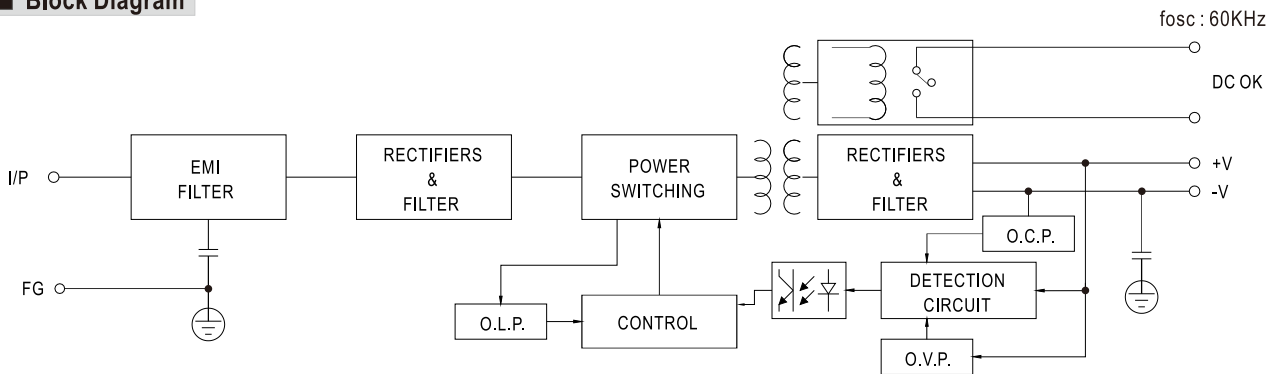 ■ Block Diagram
fosc : 60KHz
DC OK
I/P
EMI
FILTER
RECTIFIERS
&
FILTER
POWER
SWITCHING
RECTIFIERS
&
FILTER
+V
-V
O.C.P.
FG
O.L.P.
CONTROL
DETECTION
CIRCUIT
O.V.P.